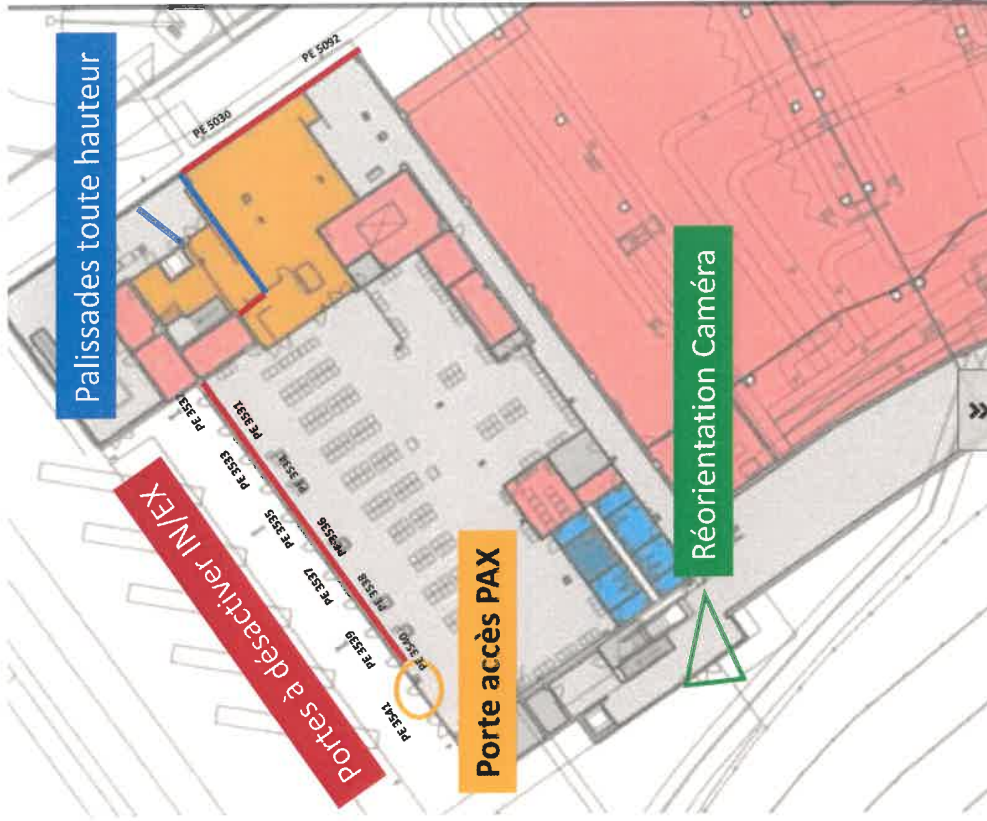 Palissades toute hauteur
PE 5092
PE 5030
Portes à désactiver IN/EX
PE 353
PE 3531
PE 3533
PE 3534
PE 3535
PE 3536
PE 3537
PE 3538
PE 3539
PE 3540
PE 3541
Porte accès PAX
Réorientation Caméra